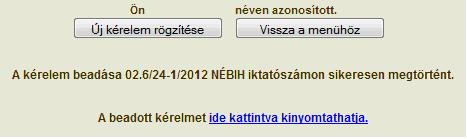 Ön néven azonosított.
Új kérelem rögzítése Vissza a menühöz
A kérelem beadása 02.6/24-1/2012 NÉBIH iktatószámon sikeresen megtörtént.
A beadott kérelmet ide kattintva kinyomtathatja.